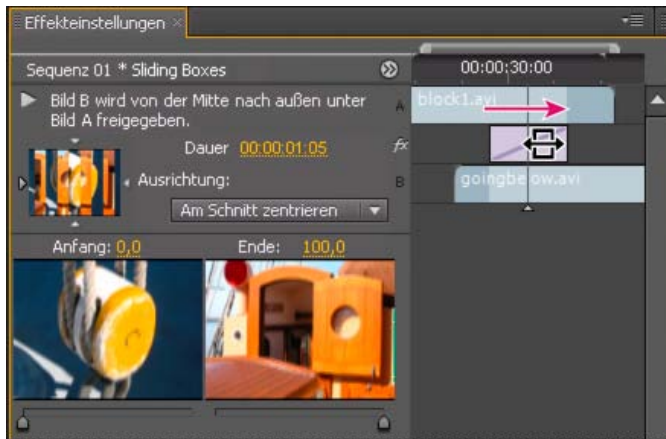 Effekteinstellungen ×
Sequenz 01 * Sliding Boxes
00:00:30:00
Bild B wird von der Mitte nach außen unter
Bild A freigegeben.
A
block1.avi
Dauer 00:00:01:05
fx
Ausrichtung:
B
goingbelow.avi
Am Schnitt zentrieren
Anfang: 0,0
Ende: 100,0